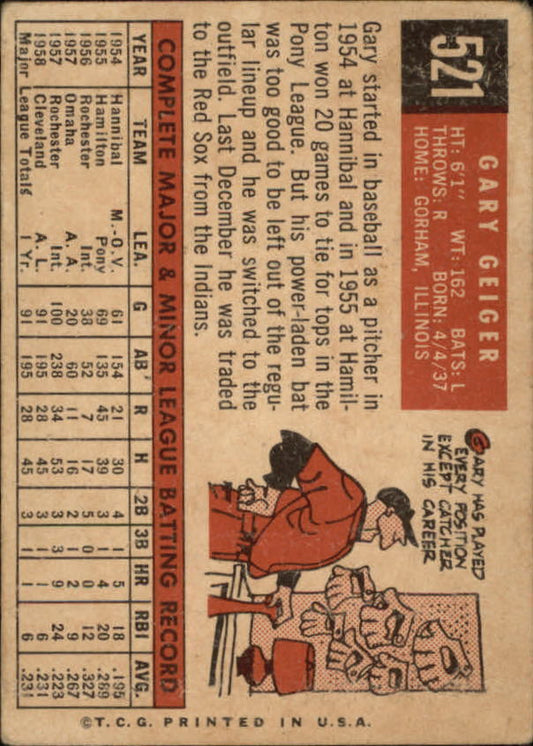 521
GARY GEIGER
HT: 6'1" WT: 162 BATS: L
THROWS: R BORN: 4/4/37
HOME: GORHAM, ILLINOIS
Gary started in baseball as a pitcher in
1954 at Hannibal and in 1955 at Hamil-
ton won 20 games to tie for tops in the
Pony League. But his power-laden bat
was too good to be left out of the regu-
lar lineup and he was switched to the
outfield. Last December he was traded
to the Red Sox from the Indians.
GARY HAS PLAYED
EVERY POSITION
EXCEPT CATCHER
IN HIS CAREER
COMPLETE MAJOR & MINOR LEAGUE BATTING RECORD
YEAR TEAM LEA. G AB R H 2B 3B HR RBI AVG.
1954 Hannibal M.-O.V. 61 154 21 30 4 1 5 18 .195
1955 Hamilton Pony 69 135 45 39 3 1 4 20 .289
1956 Rochester Int. 38 52 7 17 5 0 0 12 .327
1957 Omaha A. A. 20 60 11 16 2 1 2 9 .267
1957 Rochester Int. 100 238 34 53 3 3 9 24 .223
1958 Cleveland A. L. 91 195 28 45 3 1 1 6 .231
Major League Totals 1 Yr. 91 195 28 45 3 1 1 6 .231
©T.C.G. PRINTED IN U.S.A.